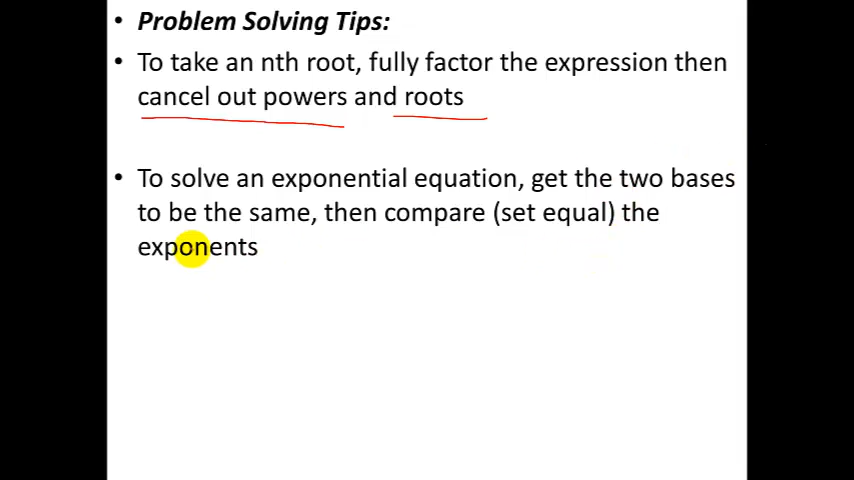 • Problem Solving Tips:
• To take an nth root, fully factor the expression then
cancel out powers and roots
• To solve an exponential equation, get the two bases
to be the same, then compare (set equal) the
exponents